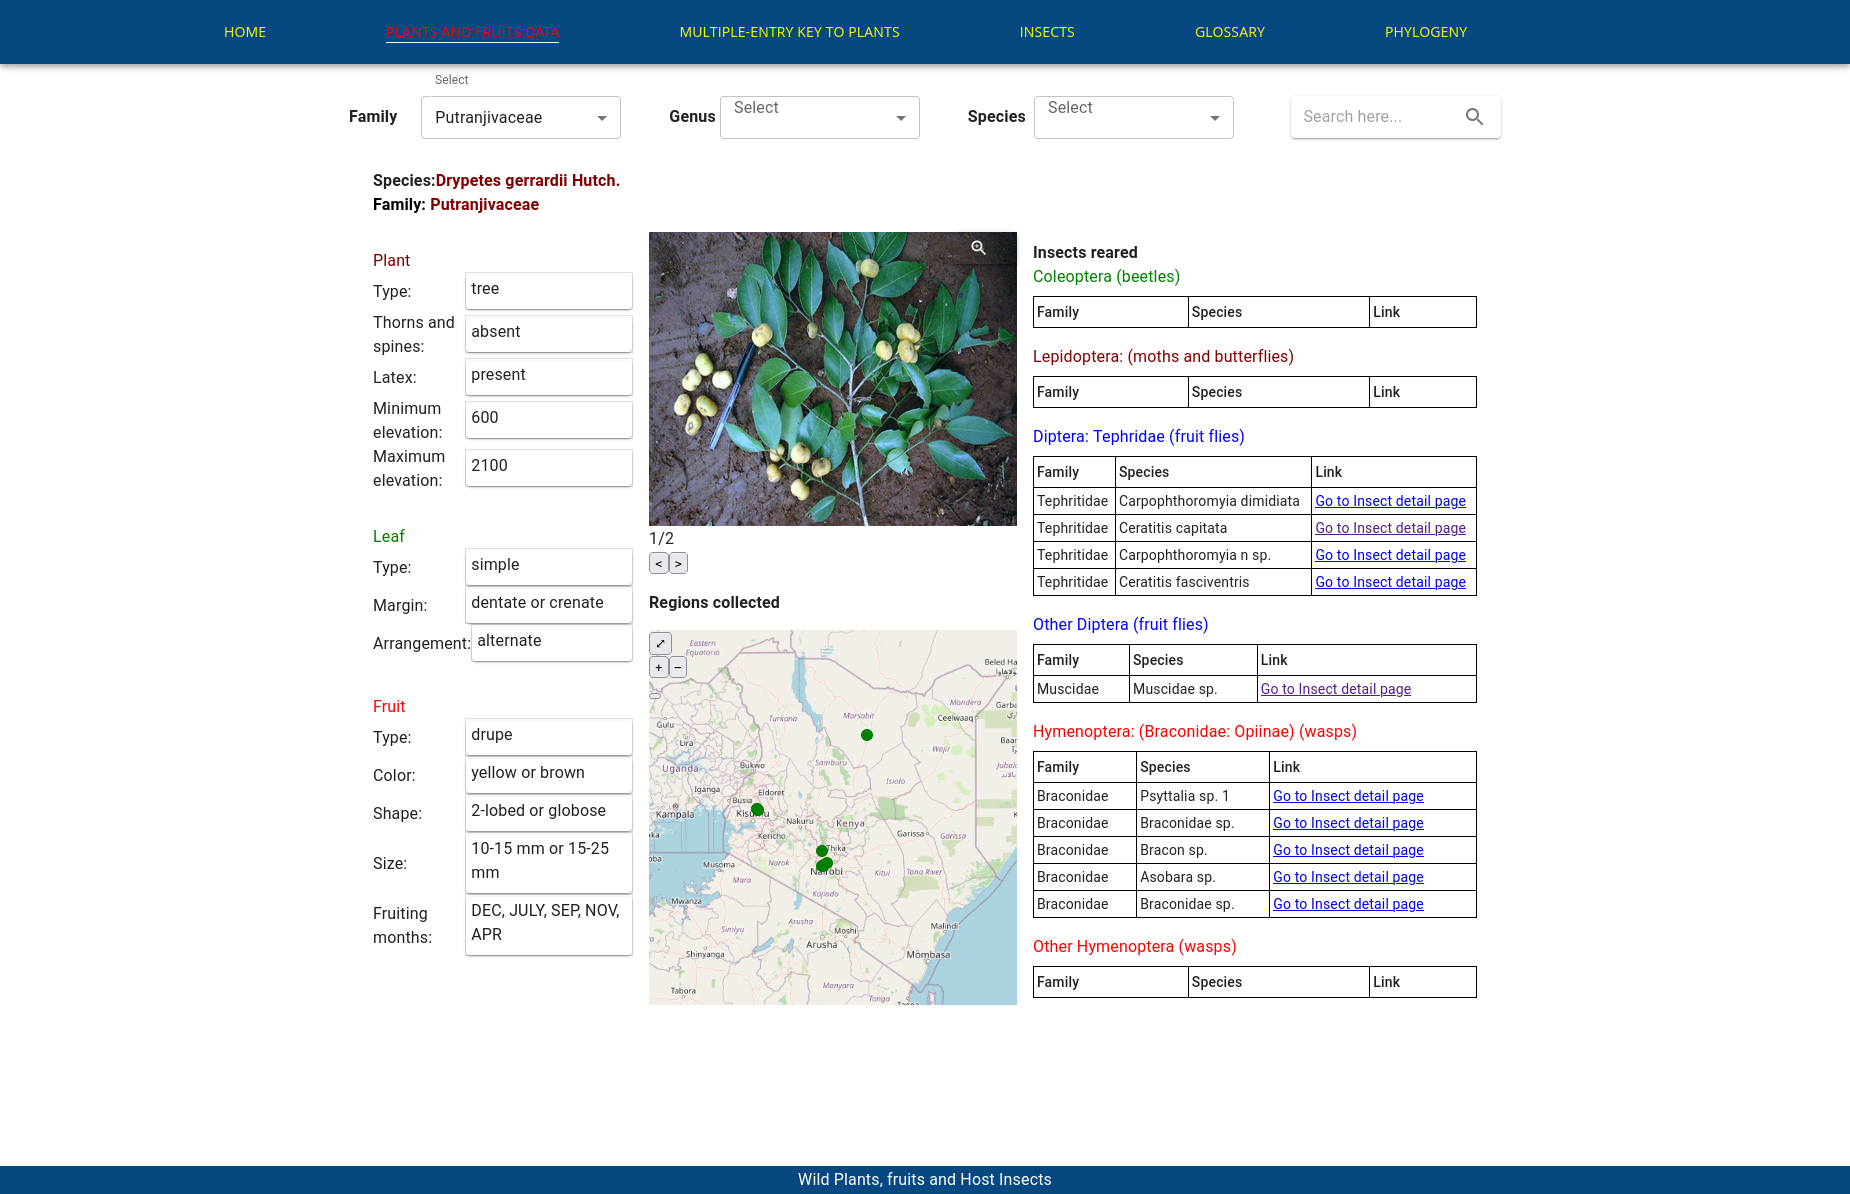 HOME PLANTS AND FRUITS DATA MULTIPLE-ENTRY KEY TO PLANTS INSECTS GLOSSARY PHYLOGENY
Select
Family Putranjivaceae Genus Select Species Select Search here...
Species:Drypetes gerrardii Hutch.
Family: Putranjivaceae
Plant
Type: tree
Thorns and spines: absent
Latex: present
Minimum elevation: 600
Maximum elevation: 2100
Leaf
Type: simple
Margin: dentate or crenate
Arrangement: alternate
Fruit
Type: drupe
Color: yellow or brown
Shape: 2-lobed or globose
Size: 10-15 mm or 15-25 mm
Fruiting months: DEC, JULY, SEP, NOV, APR
1/2
< >
Regions collected
⤢
+ −
Eastern Equatoria
Beled
Mandera
Turkana
Marsabit
Ceelwaaq
Gulu
Lira
Wajir
Bukwo
Samburu
Uganda
Isiolo
Iganga
Eldoret
Busia
Kampala
Nakuru
Kenya
Garissa
Garissa
Kericho
Thika
Musoma
Narok
Nairobi
Kitui
Tana River
Mara
Kajiado
Mwanza
Arusha
Simiyu
Moshi
Malindi
Arusha
Shinyanga
Mombasa
Manyara
Tabora
Tanga
Insects reared
Coleoptera (beetles)
Family Species Link
Lepidoptera: (moths and butterflies)
Family Species Link
Diptera: Tephridae (fruit flies)
Family Species Link
Tephritidae Carpophthoromyia dimidiata Go to Insect detail page
Tephritidae Ceratitis capitata Go to Insect detail page
Tephritidae Carpophthoromyia n sp. Go to Insect detail page
Tephritidae Ceratitis fasciventris Go to Insect detail page
Other Diptera (fruit flies)
Family Species Link
Muscidae Muscidae sp. Go to Insect detail page
Hymenoptera: (Braconidae: Opiinae) (wasps)
Family Species Link
Braconidae Psyttalia sp. 1 Go to Insect detail page
Braconidae Braconidae sp. Go to Insect detail page
Braconidae Bracon sp. Go to Insect detail page
Braconidae Asobara sp. Go to Insect detail page
Braconidae Braconidae sp. Go to Insect detail page
Other Hymenoptera (wasps)
Family Species Link
Wild Plants, fruits and Host Insects